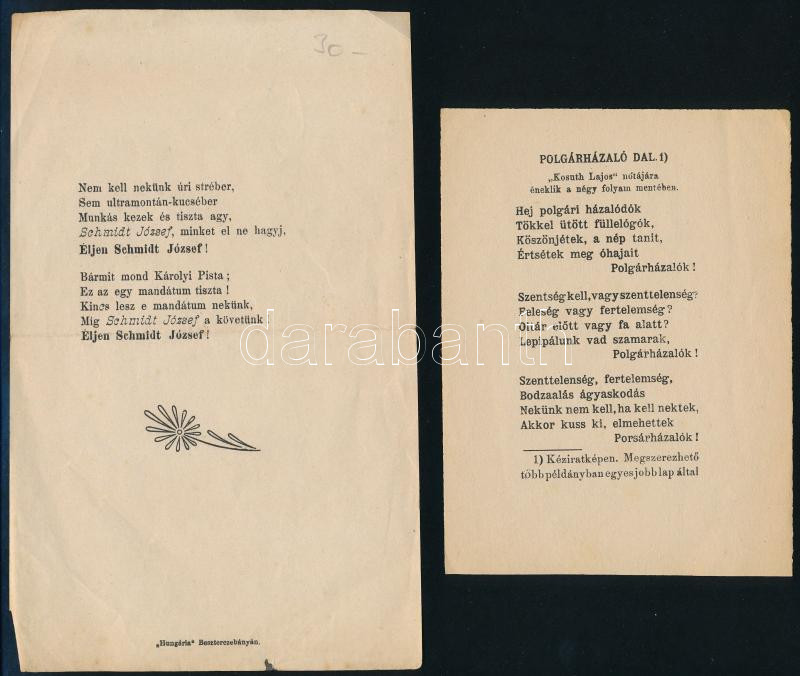 30 –
Nem kell nekünk úri stréber,
Sem ultramontán-kucséber
Munkás kezek és tiszta agy,
Schmidt József, minket el ne hagyj,
Éljen Schmidt József!
Bármit mond Károlyi Pista;
Ez az egy mandátum tiszta!
Kincs lesz e mandátum nekünk,
Míg Schmidt József a követünk!
Éljen Schmidt József!
„Hungária“ Beszterczebányán.
POLGÁRHÁZALÓ DAL. 1)
„Kosuth Lajos“ nótájára
éneklik a négy folyam mentében.
Hej polgári házalódók
Tökkel ütött füllelógók,
Köszönjétek, a nép tanit,
Értsétek meg óhajait
Polgárházalók!
Szentség kell, vagy szenttelenség?
Feleség vagy fertelemség?
Oltár előtt vagy fa alatt?
Lepipálunk vad szamarak,
Polgárházalók!
Szenttelenség, fertelemség,
Bodzaalás ágyaskodás
Nekünk nem kell, ha kell nektek,
Akkor kuss ki, elmehettek
Porsárházalók!
1) Kéziratképen. Megszerezhető
több példányban egyes jobb lap által
darabanth